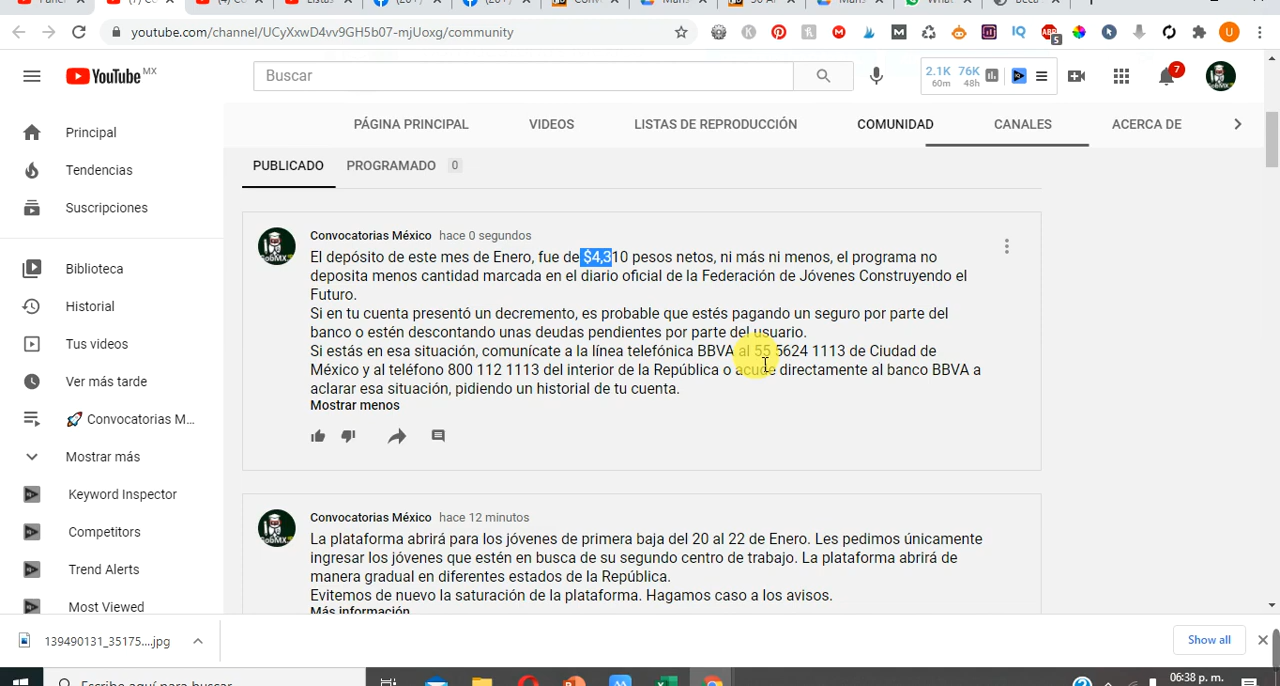 youtube.com/channel/UCyXxwD4vv9GH5b07-mjUoxg/community
YouTube MX
Buscar
2.1K 76K
60m 48h
7
PÁGINA PRINCIPAL VIDEOS LISTAS DE REPRODUCCIÓN COMUNIDAD CANALES ACERCA DE
Principal
Tendencias
Suscripciones
Biblioteca
Historial
Tus videos
Ver más tarde
Convocatorias M...
Mostrar más
Keyword Inspector
Competitors
Trend Alerts
Most Viewed
PUBLICADO PROGRAMADO 0
Convocatorias México hace 0 segundos
El depósito de este mes de Enero, fue de $4,310 pesos netos, ni más ni menos, el programa no
deposita menos cantidad marcada en el diario oficial de la Federación de Jóvenes Construyendo el
Futuro.
Si en tu cuenta presentó un decremento, es probable que estés pagando un seguro por parte del
banco o estén descontando unas deudas pendientes por parte del usuario.
Si estás en esa situación, comunícate a la línea telefónica BBVA al 55 5624 1113 de Ciudad de
México y al teléfono 800 112 1113 del interior de la República o acude directamente al banco BBVA a
aclarar esa situación, pidiendo un historial de tu cuenta.
Mostrar menos
Convocatorias México hace 12 minutos
La plataforma abrirá para los jóvenes de primera baja del 20 al 22 de Enero. Les pedimos únicamente
ingresar los jóvenes que estén en busca de su segundo centro de trabajo. La plataforma abrirá de
manera gradual en diferentes estados de la República.
Evitemos de nuevo la saturación de la plataforma. Hagamos caso a los avisos.
Más información
139490131_35175....jpg
Show all
Escribe aquí para buscar
06:38 p. m.